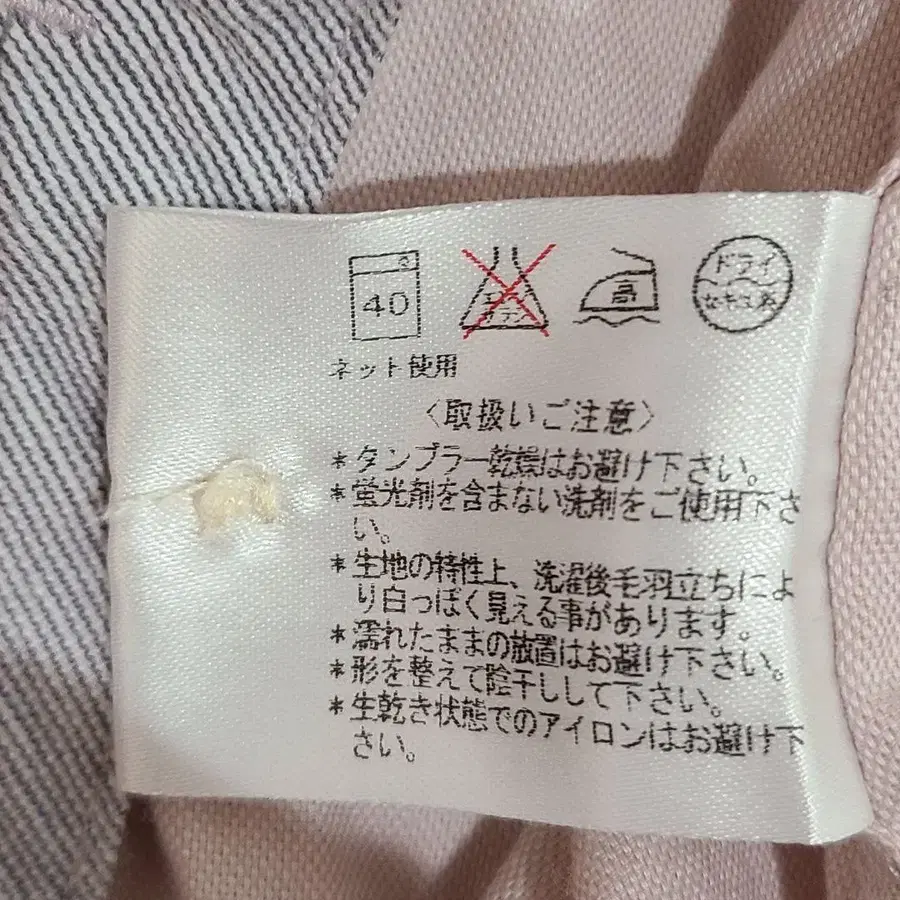 40
高
ドライ
セキユ系
ネット使用
〈取扱いご注意〉
*タンブラー乾燥はお避け下さい。
*蛍光剤を含まない洗剤をご使用下さ
い。
*生地の特性上、洗濯後毛羽立ちによ
り白っぽく見える事があります。
*濡れたままの放置はお避け下さい。
*形を整えて陰干しして下さい。
*生乾き状態でのアイロンはお避け下
さい。